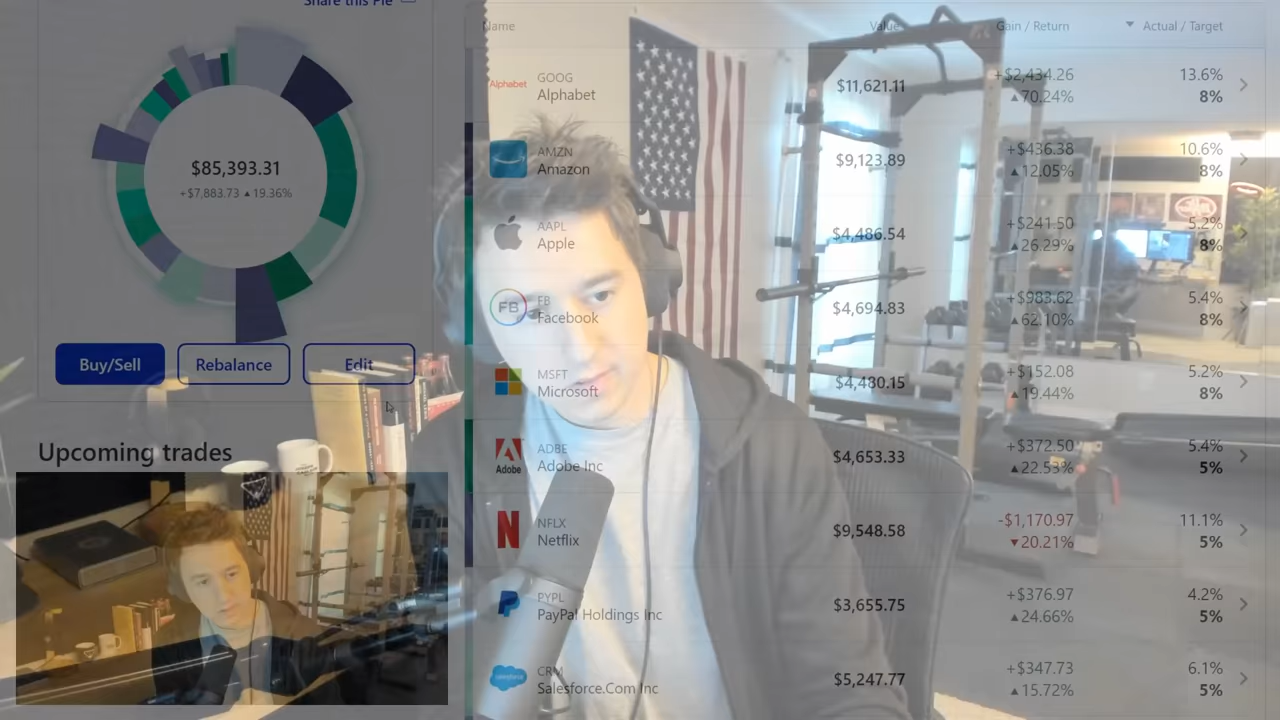 Share this Pie
$85,393.31
+$7,883.73 ▲19.36%
Buy/Sell
Rebalance
Edit
Upcoming trades
Name
Value
Gain / Return
▼ Actual / Target
Alphabet
GOOG
Alphabet
$11,621.11
+$2,434.26
▲70.24%
13.6%
8%
AMZN
Amazon
$9,123.89
+$436.38
▲12.05%
10.6%
8%
AAPL
Apple
$4,486.54
+$241.50
▲26.29%
5.2%
8%
FB
FB
Facebook
$4,694.83
+$983.62
▲62.10%
5.4%
8%
MSFT
Microsoft
$4,480.15
+$152.08
▲19.44%
5.2%
8%
Adobe
ADBE
Adobe Inc
$4,653.33
+$372.50
▲22.53%
5.4%
5%
NFLX
Netflix
$9,548.58
-$1,170.97
▼20.21%
11.1%
5%
PYPL
PayPal Holdings Inc
$3,655.75
+$376.97
▲24.66%
4.2%
5%
salesforce
CRM
Salesforce.Com Inc
$5,247.77
+$347.73
▲15.72%
6.1%
5%